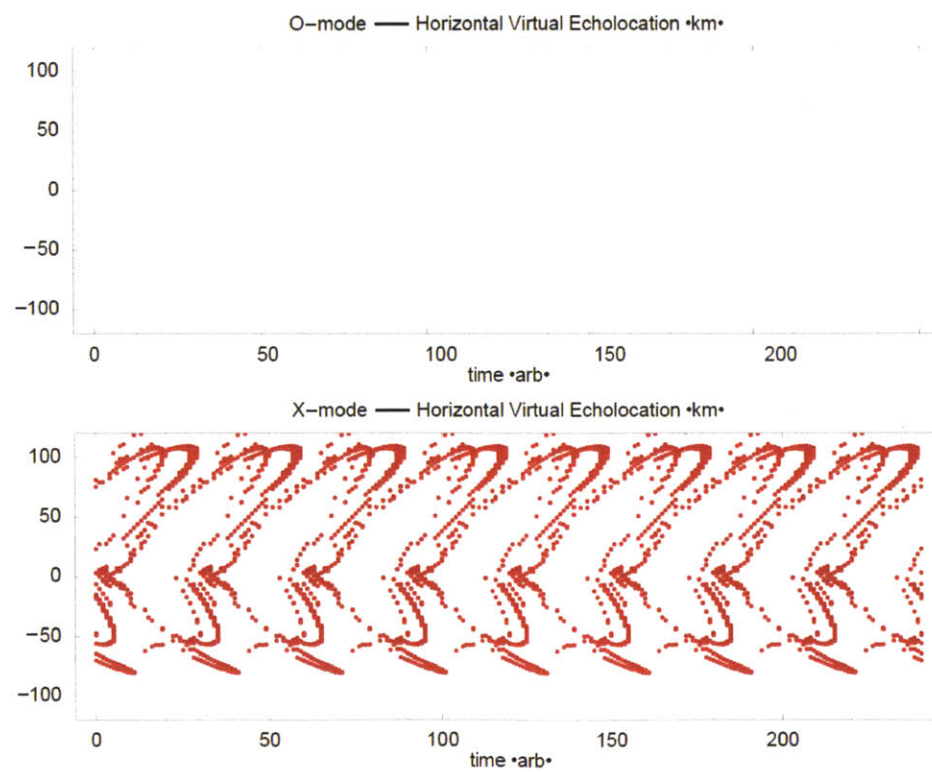 O–mode — Horizontal Virtual Echolocation •km•
100
50
0
−50
−100
0 50 100 150 200
time •arb•
X–mode — Horizontal Virtual Echolocation •km•
100
50
0
−50
−100
0 50 100 150 200
time •arb•